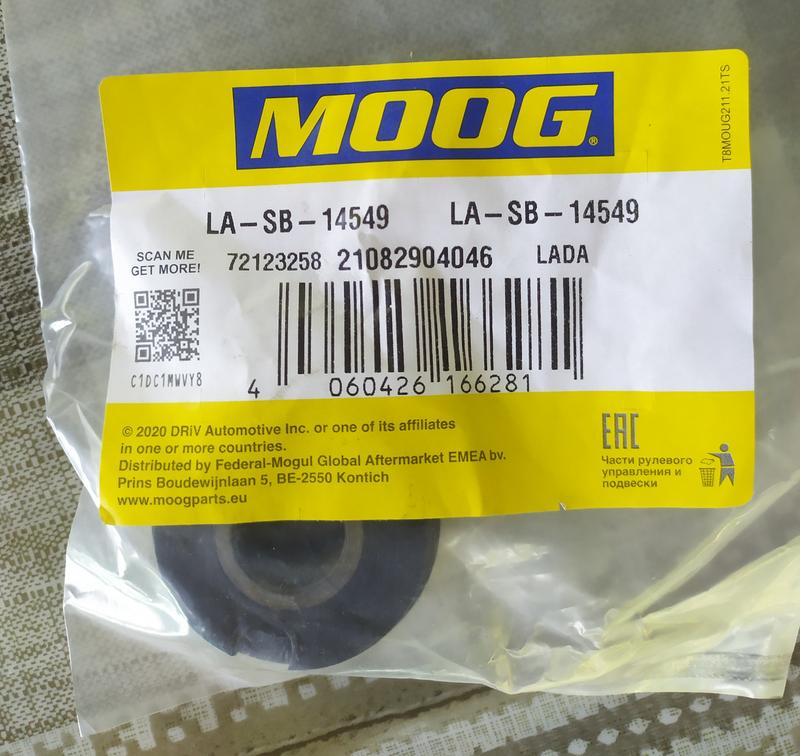 MOOG®
T8MOUG211.21TS
LA-SB-14549 LA-SB-14549
SCAN ME
GET MORE!
72123258 21082904046 LADA
C1DC1MWVY8
4 060426 166281
© 2020 DRiV Automotive Inc. or one of its affiliates
in one or more countries.
Distributed by Federal-Mogul Global Aftermarket EMEA bv.
Prins Boudewijnlaan 5, BE-2550 Kontich
www.moogparts.eu
EAC
Части рулевого
управления и
подвески